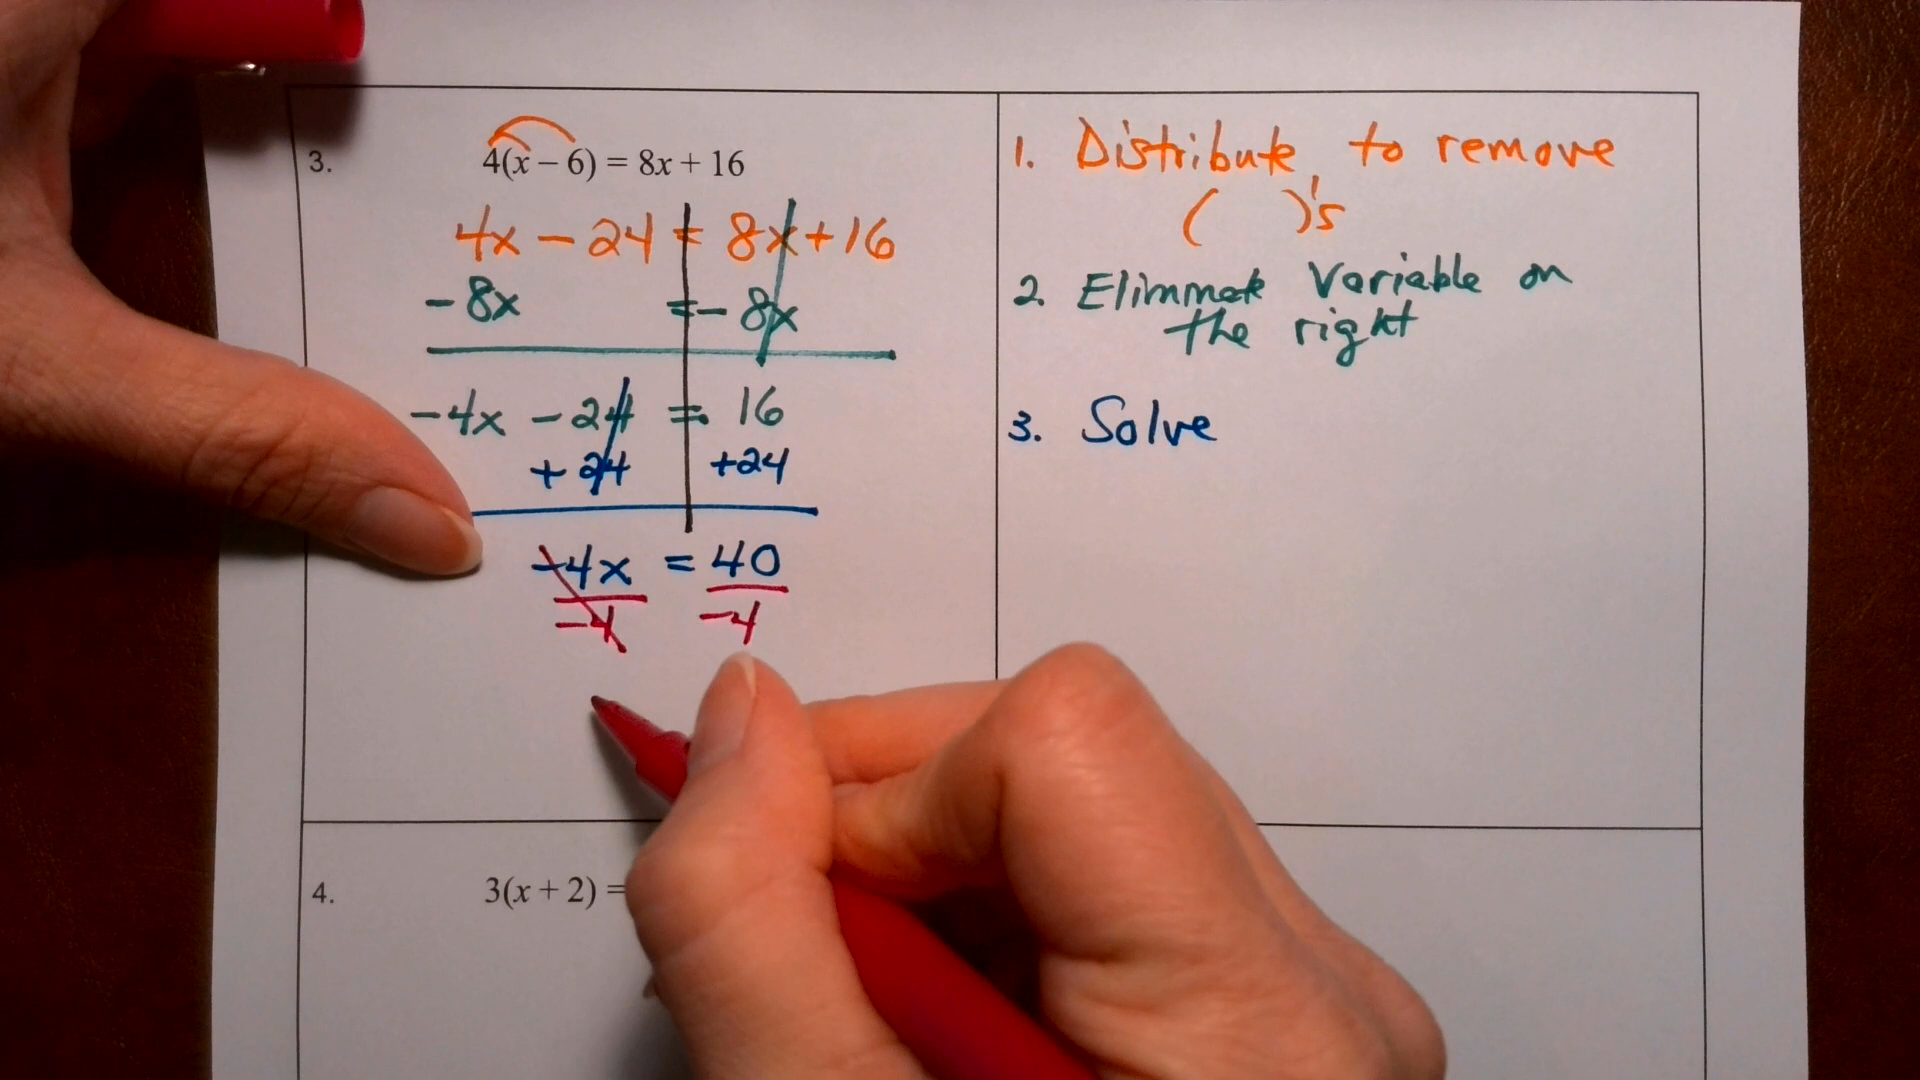 3. 4(x – 6) = 8x + 16
4x – 24 = 8x + 16
– 8x = – 8x
–4x – 24 = 16
+ 24 +24
–4x = 40
–4 –4
1. Distribute to remove
( )'s
2. Eliminate Variable on
the right
3. Solve
4. 3(x + 2) =